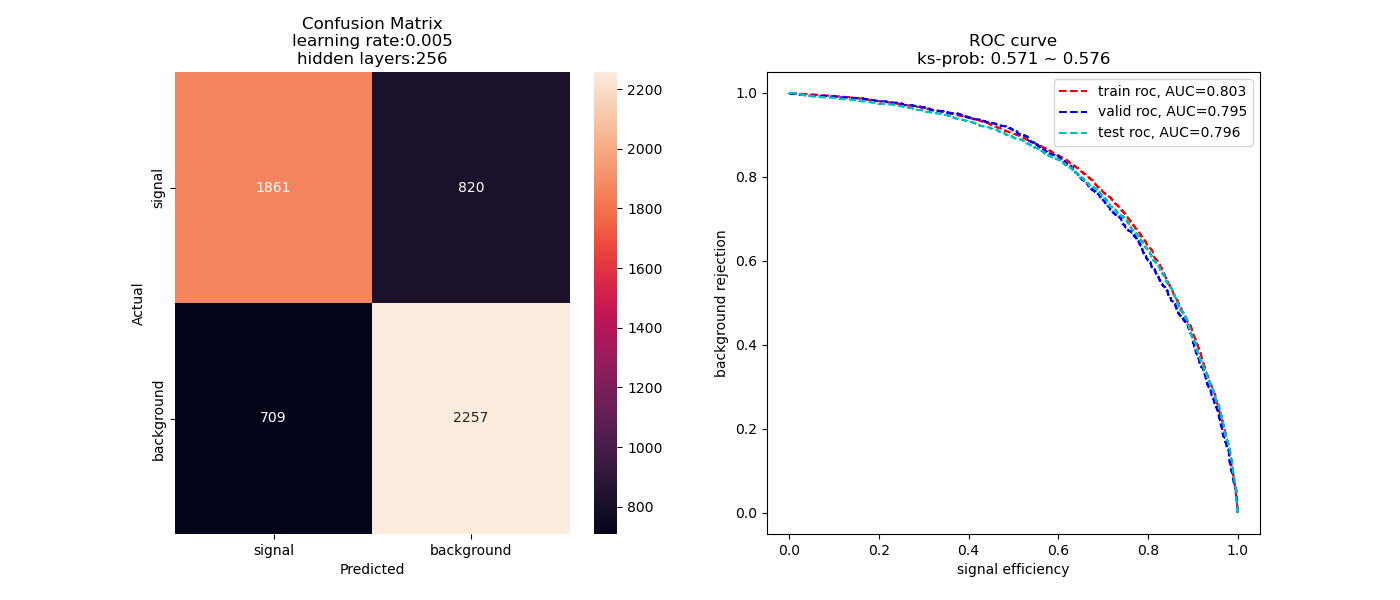 Confusion Matrix
learning rate:0.005
hidden layers:256
signal
background
Actual
1861
820
709
2257
signal
background
Predicted
2200
2000
1800
1600
1400
1200
1000
800
ROC curve
ks-prob: 0.571 ~ 0.576
train roc, AUC=0.803
valid roc, AUC=0.795
test roc, AUC=0.796
background rejection
1.0
0.8
0.6
0.4
0.2
0.0
0.0
0.2
0.4
0.6
0.8
1.0
signal efficiency